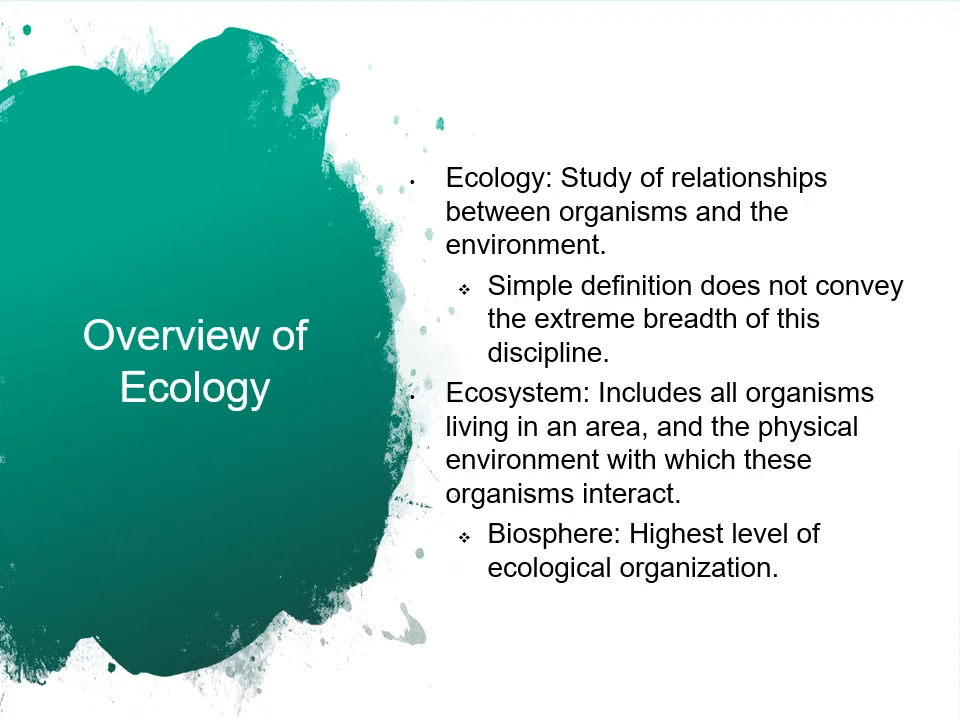 Overview of
Ecology
• Ecology: Study of relationships
between organisms and the
environment.
❖ Simple definition does not convey
the extreme breadth of this
discipline.
• Ecosystem: Includes all organisms
living in an area, and the physical
environment with which these
organisms interact.
❖ Biosphere: Highest level of
ecological organization.